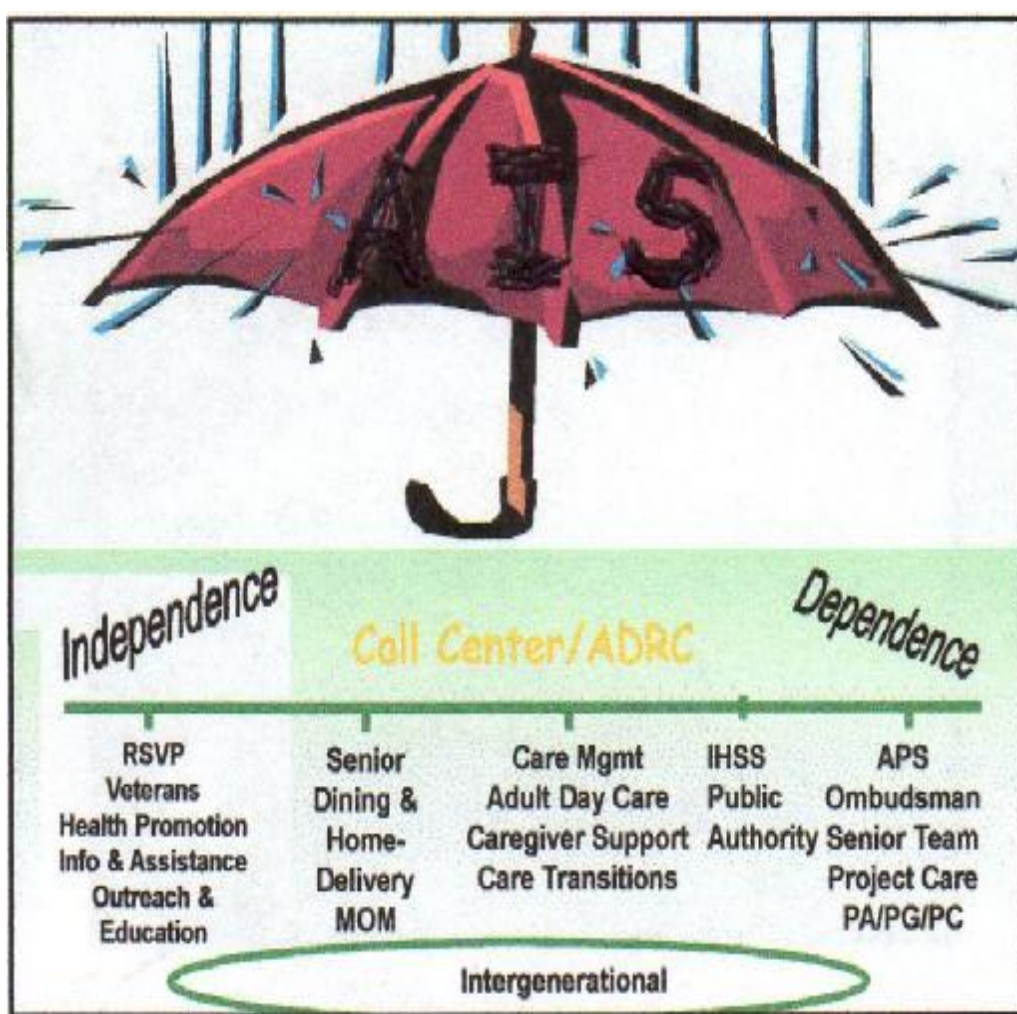 AIS
Independence
Call Center/ADRC
Dependence
RSVP
Veterans
Health Promotion
Info & Assistance
Outreach &
Education
Senior
Dining &
Home-
Delivery
MOM
Care Mgmt
Adult Day Care
Caregiver Support
Care Transitions
IHSS
Public
Authority
APS
Ombudsman
Senior Team
Project Care
PA/PG/PC
Intergenerational